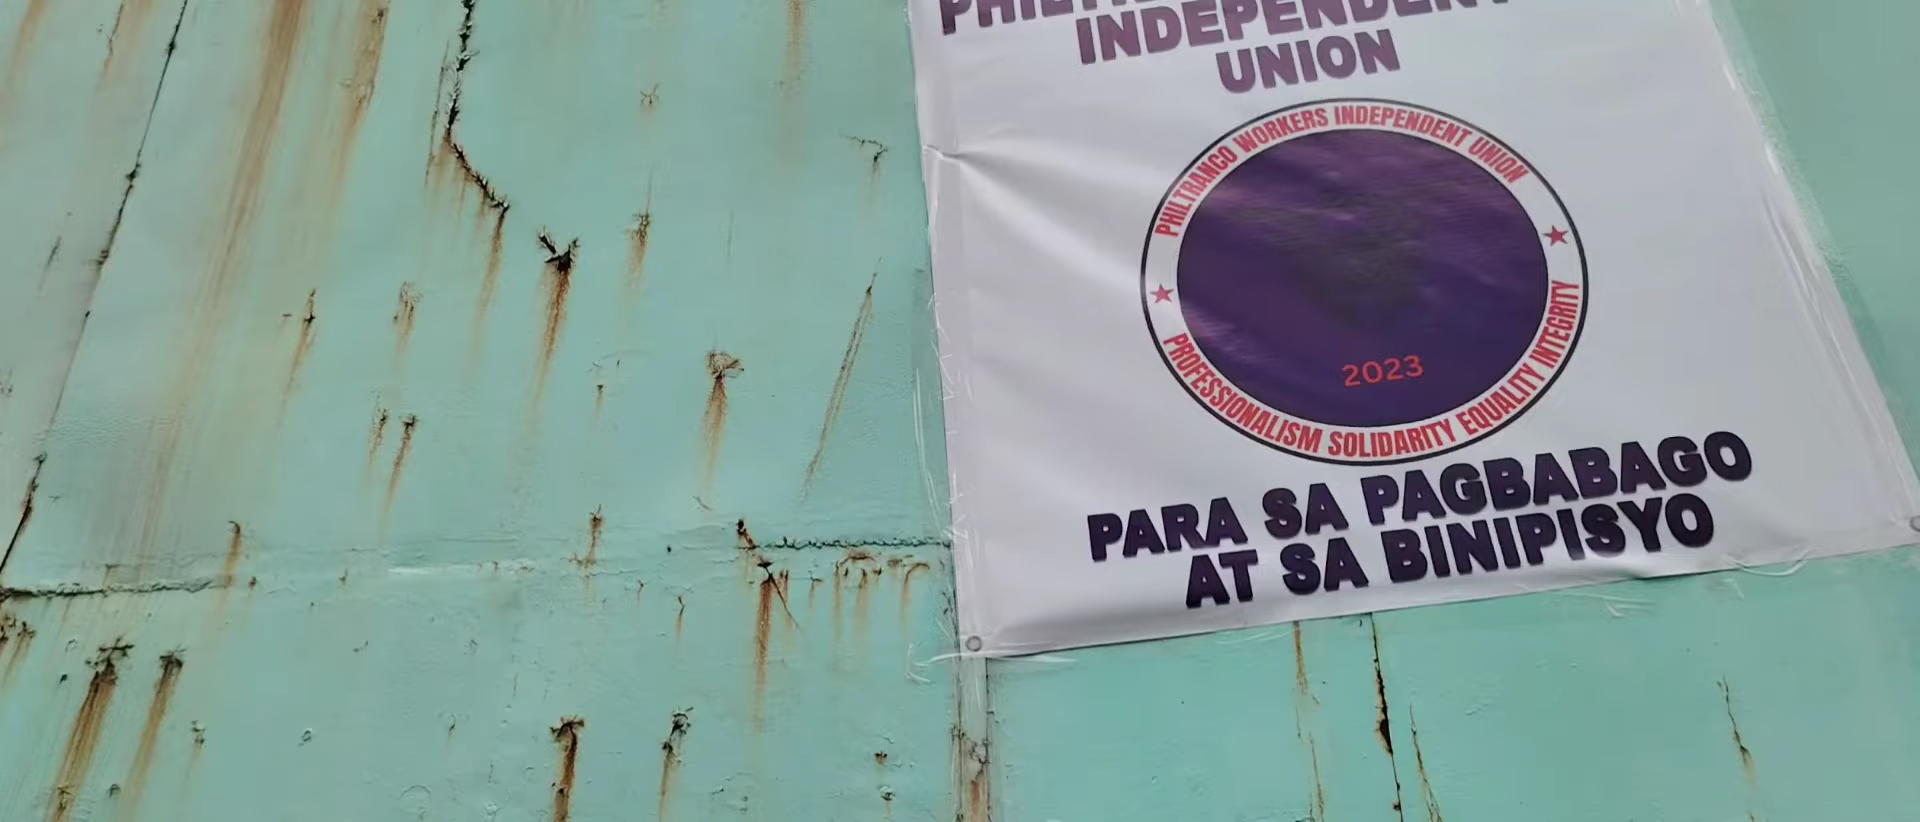 INDEPENDENT
UNION
PHILTRANCO WORKERS INDEPENDENT UNION
2023
PROFESSIONALISM SOLIDARITY EQUALITY INTEGRITY
PARA SA PAGBABAGO
AT SA BINIPISYO